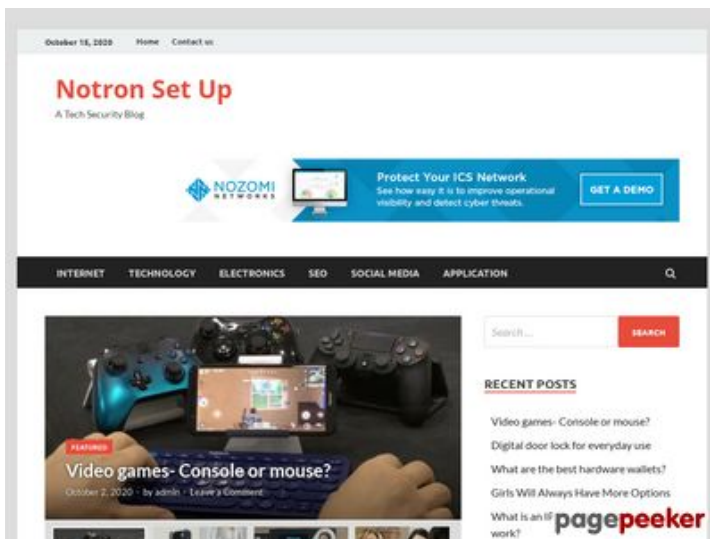 October 15, 2020 Home Contact us
Notron Set Up
A Tech Security Blog
NOZOMI
NETWORKS
Protect Your ICS Network
See how easy it is to improve operational
visibility and detect cyber threats.
GET A DEMO
INTERNET TECHNOLOGY ELECTRONICS SEO SOCIAL MEDIA APPLICATION
FEATURED
Video games- Console or mouse?
October 2, 2020 - by admin - Leave a Comment
Search ...
SEARCH
RECENT POSTS
Video games- Console or mouse?
Digital door lock for everyday use
What are the best hardware wallets?
Girls Will Always Have More Options
What is an
work?
pagepeeker